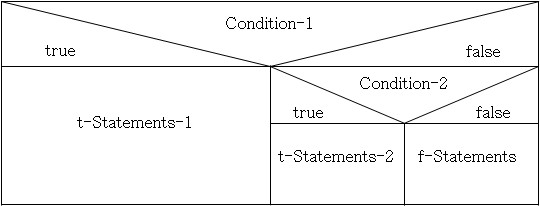 Condition-1
true
false
Condition-2
t-Statements-1
true
false
t-Statements-2
f-Statements